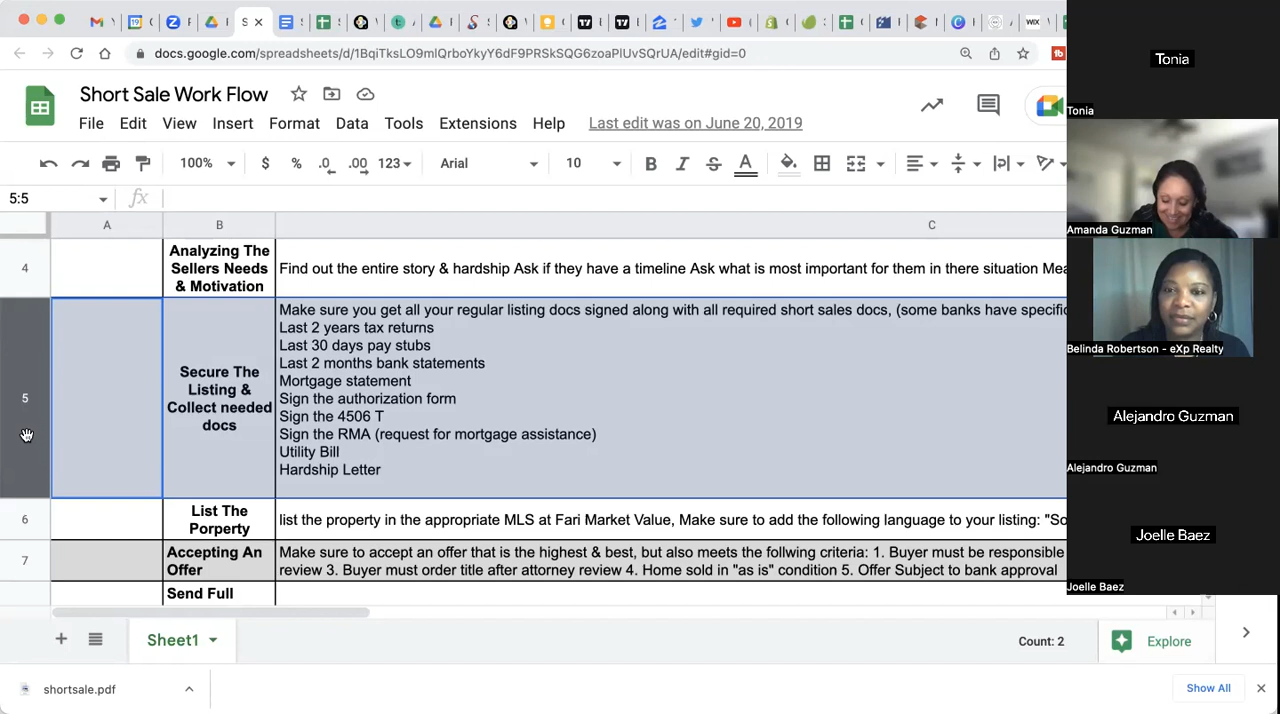 S
docs.google.com/spreadsheets/d/1BqiTksLO9mlQrboYkyY6dF9PRSkSQG6zoaPlUvSQrUA/edit#gid=0
Short Sale Work Flow
File Edit View Insert Format Data Tools Extensions Help Last edit was on June 20, 2019
100% $ % .0 .00 123 Arial 10 B I S A
5:5 fx
A B C
4
Analyzing The
Sellers Needs
& Motivation
Find out the entire story & hardship Ask if they have a timeline Ask what is most important for them in there situation Mea
5
Secure The
Listing &
Collect needed
docs
Make sure you get all your regular listing docs signed along with all required short sales docs, (some banks have specific
Last 2 years tax returns
Last 30 days pay stubs
Last 2 months bank statements
Mortgage statement
Sign the authorization form
Sign the 4506 T
Sign the RMA (request for mortgage assistance)
Utility Bill
Hardship Letter
6
List The
Porperty
list the property in the appropriate MLS at Fari Market Value, Make sure to add the following language to your listing: "So
7
Accepting An
Offer
Make sure to accept an offer that is the highest & best, but also meets the follwing criteria: 1. Buyer must be responsible
review 3. Buyer must order title after attorney review 4. Home sold in "as is" condition 5. Offer Subject to bank approval
Send Full
Sheet1
Count: 2
Explore
shortsale.pdf
Show All
Tonia
Tonia
Amanda Guzman
Belinda Robertson - eXp Realty
Alejandro Guzman
Alejandro Guzman
Joelle Baez
Joelle Baez